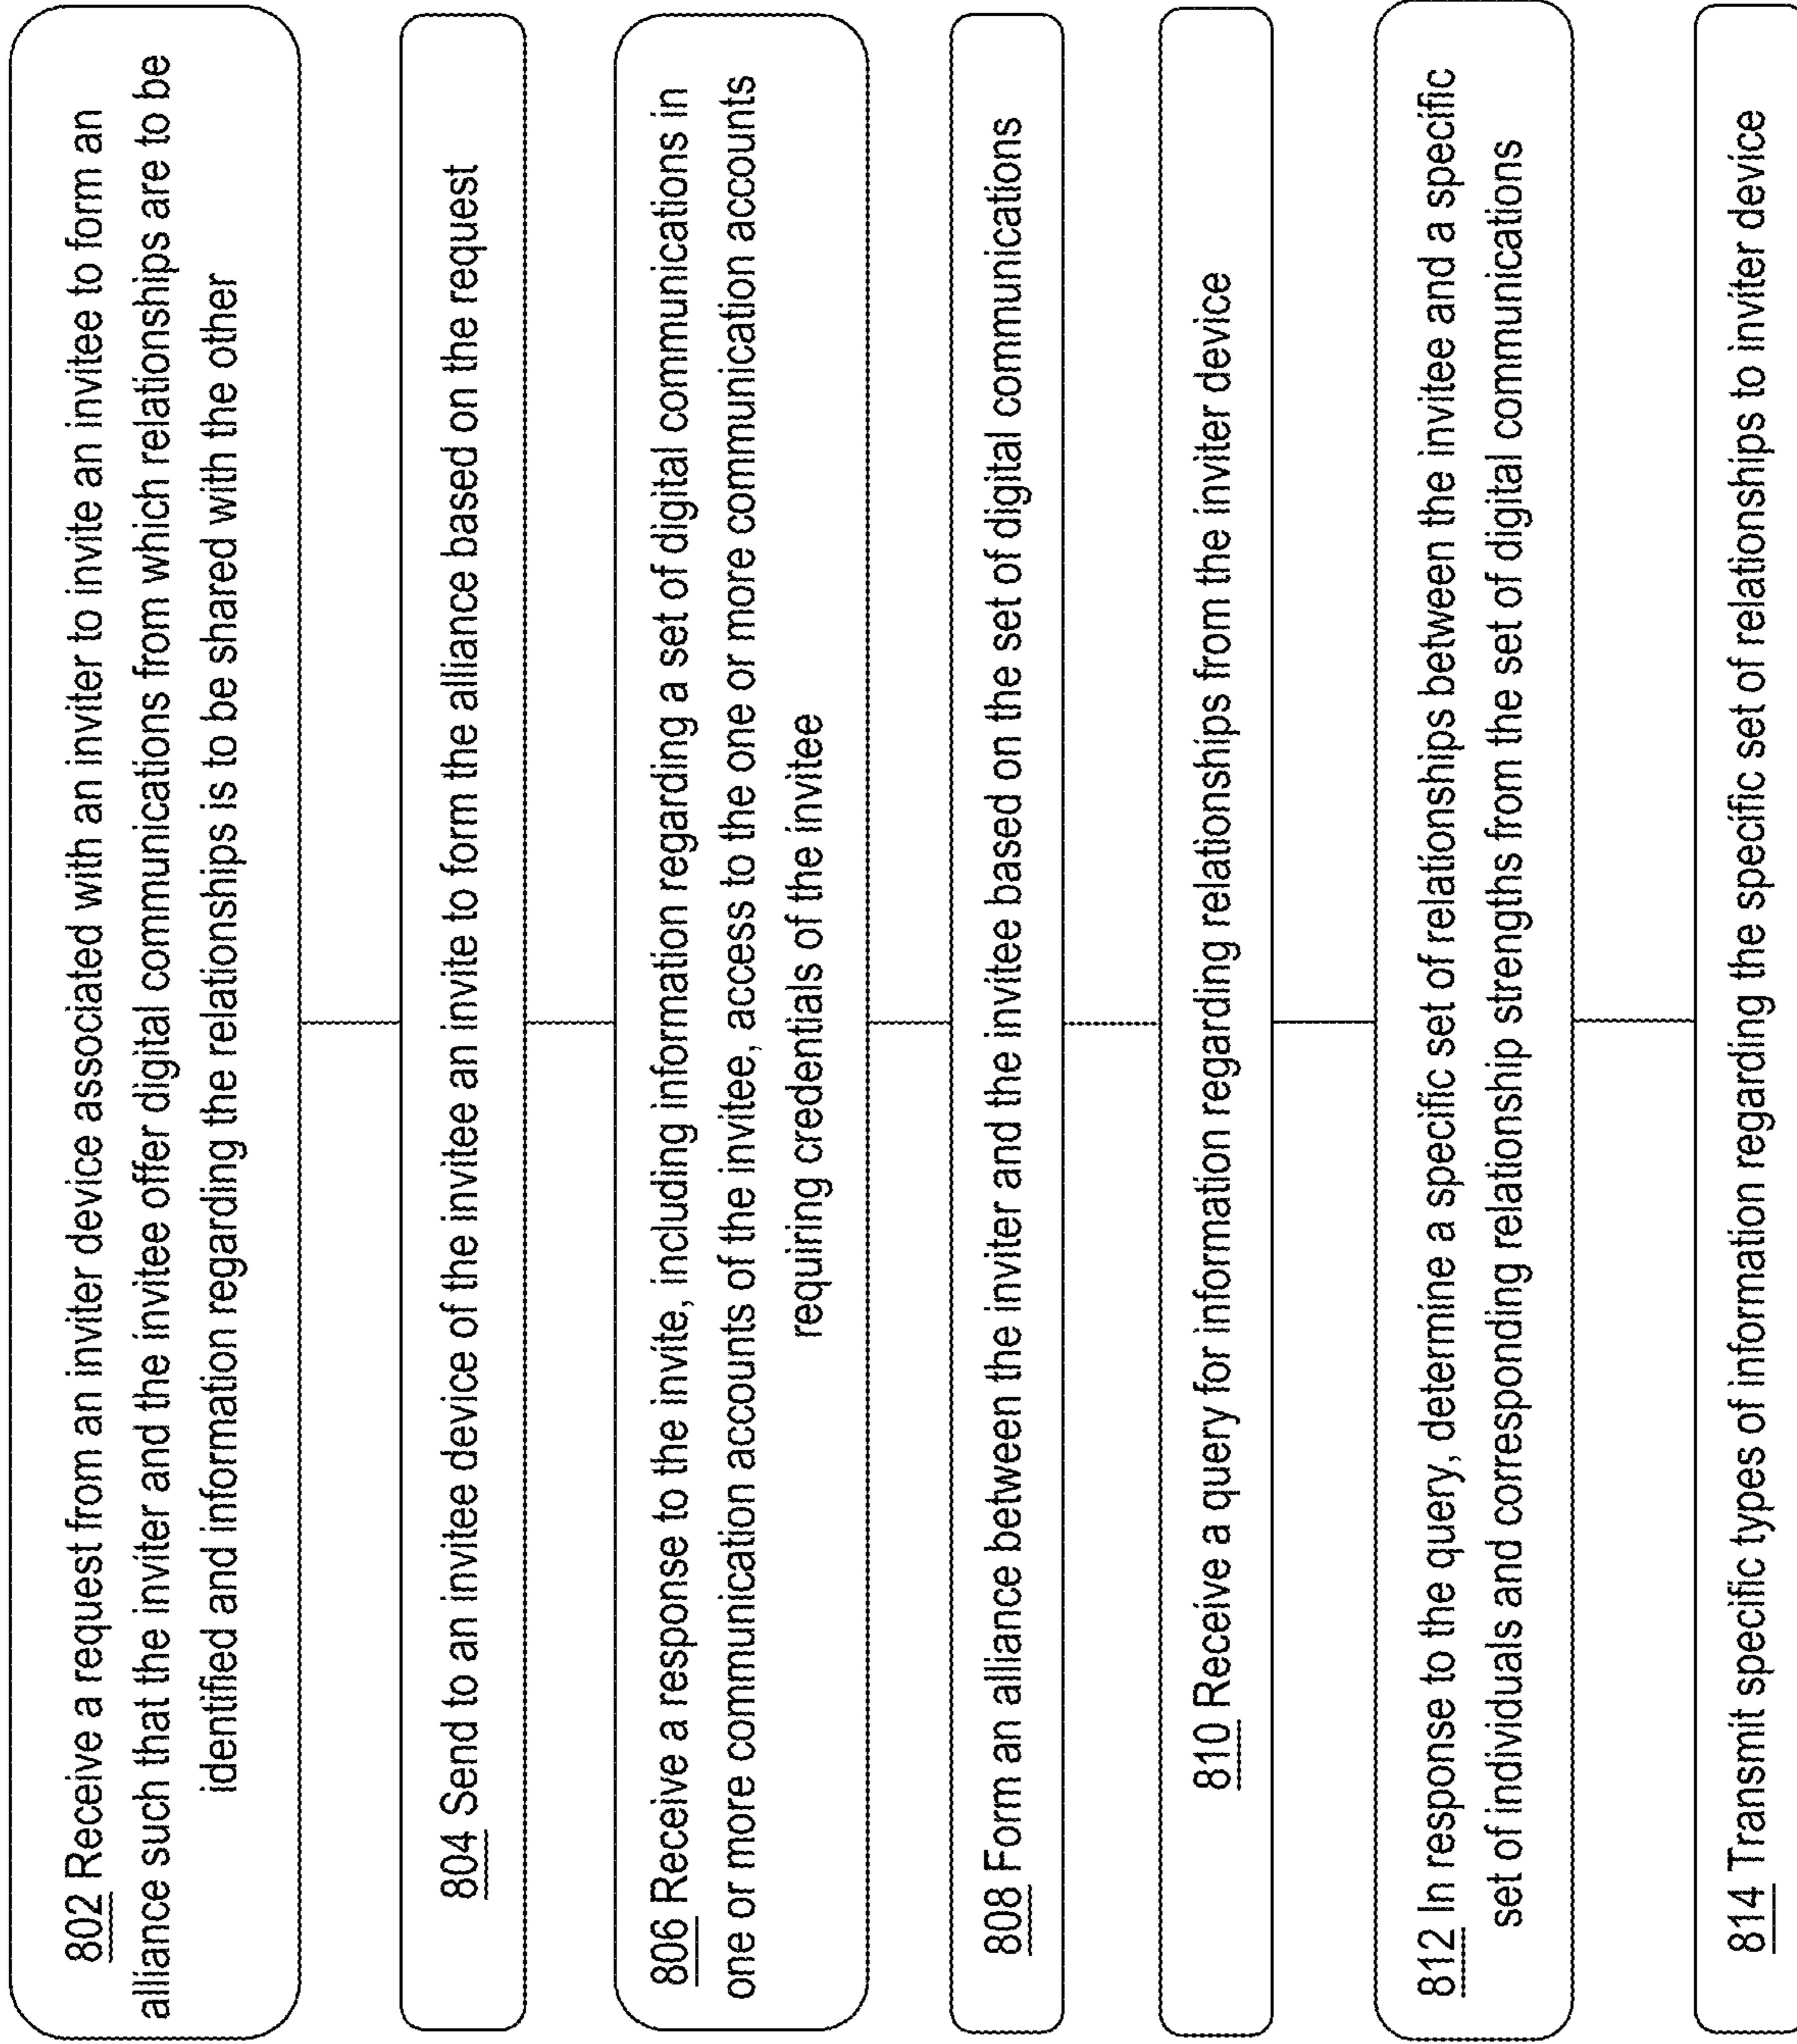 802 Receive a request from an inviter device associated with an inviter to invite an invitee to form an
alliance such that the inviter and the invitee offer digital communications from which relationships are to be
identified and information regarding the relationships is to be shared with the other
804 Send to an invitee device of the invitee an invite to form the alliance based on the request
806 Receive a response to the invite, including information regarding a set of digital communications in
one or more communication accounts of the invitee, access to the one or more communication accounts
requiring credentials of the invitee
808 Form an alliance between the inviter and the invitee based on the set of digital communications
810 Receive a query for information regarding relationships from the inviter device
812 In response to the query, determine a specific set of relationships between the invitee and a specific
set of individuals and corresponding relationship strengths from the set of digital communications
814 Transmit specific types of information regarding the specific set of relationships to inviter device